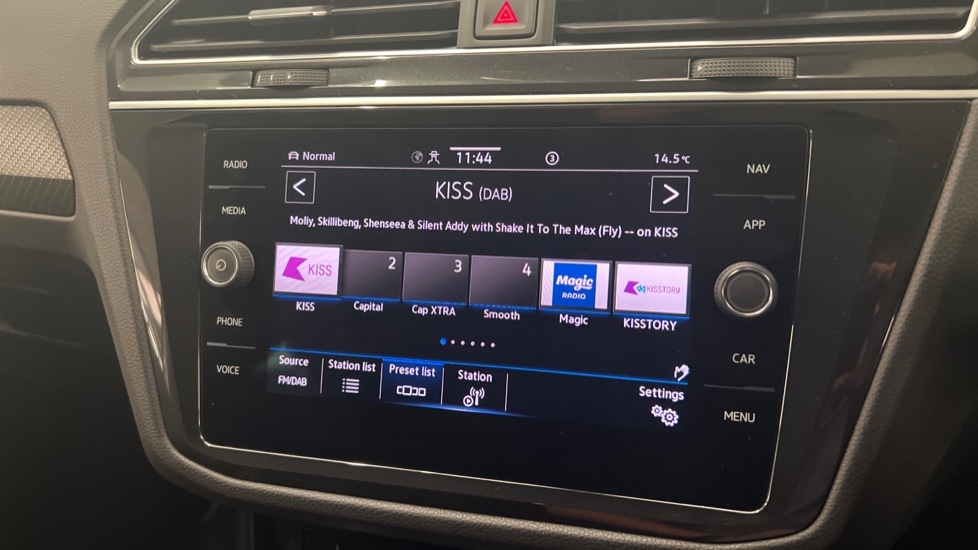 RADIO
MEDIA
PHONE
VOICE
Normal
11:44
3
14.5°C
KISS (DAB)
Moliy, Skillibeng, Shenseea & Silent Addy with Shake It To The Max (Fly) -- on KISS
KISS
2
3
4
Magic
RADIO
KISSTORY
KISS
Capital
Cap XTRA
Smooth
Magic
KISSTORY
Source
FM/DAB
Station list
Preset list
Station
Settings
NAV
APP
CAR
MENU